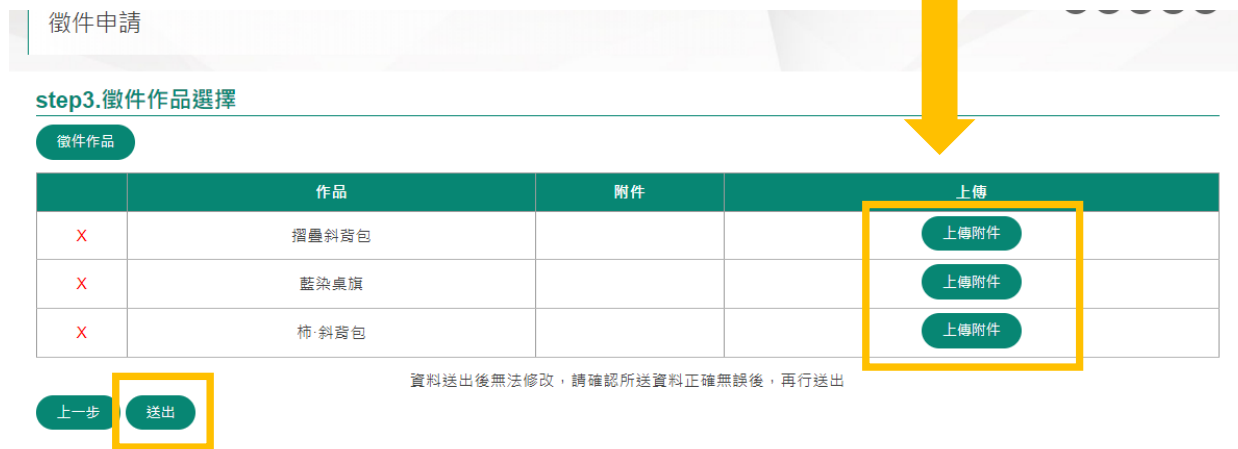 徵件申請
step3.徵件作品選擇
徵件作品
作品 附件 上傳
X 摺疊斜背包 上傳附件
X 藍染桌旗 上傳附件
X 柿·斜背包 上傳附件
資料送出後無法修改，請確認所送資料正確無誤後，再行送出
上一步 送出